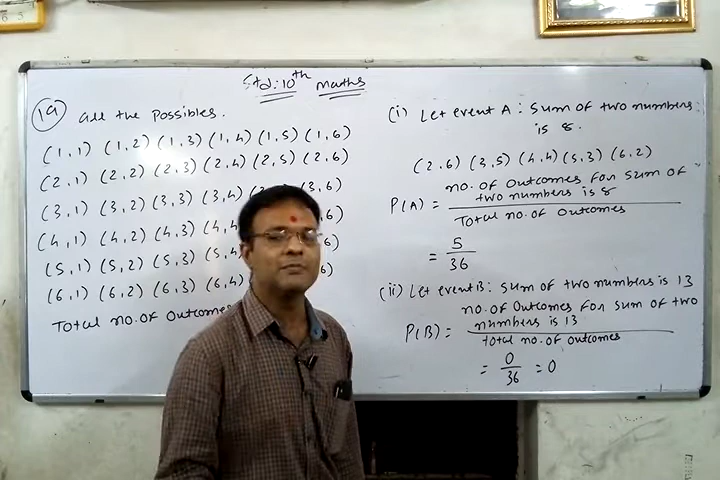 Std: 10th maths
19 all the Possibles.
(1,1) (1,2) (1,3) (1,4) (1,5) (1,6)
(2,1) (2,2) (2,3) (2,4) (2,5) (2,6)
(3,1) (3,2) (3,3) (3,4) (3,6)
(4,1) (4,2) (4,3) (4,4 6)
(5,1) (5,2) (5,3) (5,4 6)
(6,1) (6,2) (6,3) (6,4) 6)
Total no. of Outcomes
(i) Let event A : Sum of two numbers
is 8.
(2,6) (3,5) (4,4) (5,3) (6,2)
P(A) = no. of Outcomes for sum of
two numbers is 8
Total no. of Outcomes
= 5
36
(ii) Let event B : Sum of two numbers is 13
no. of Outcomes for sum of two
P(B) = numbers is 13
total no. of outcomes
= 0
36 = 0